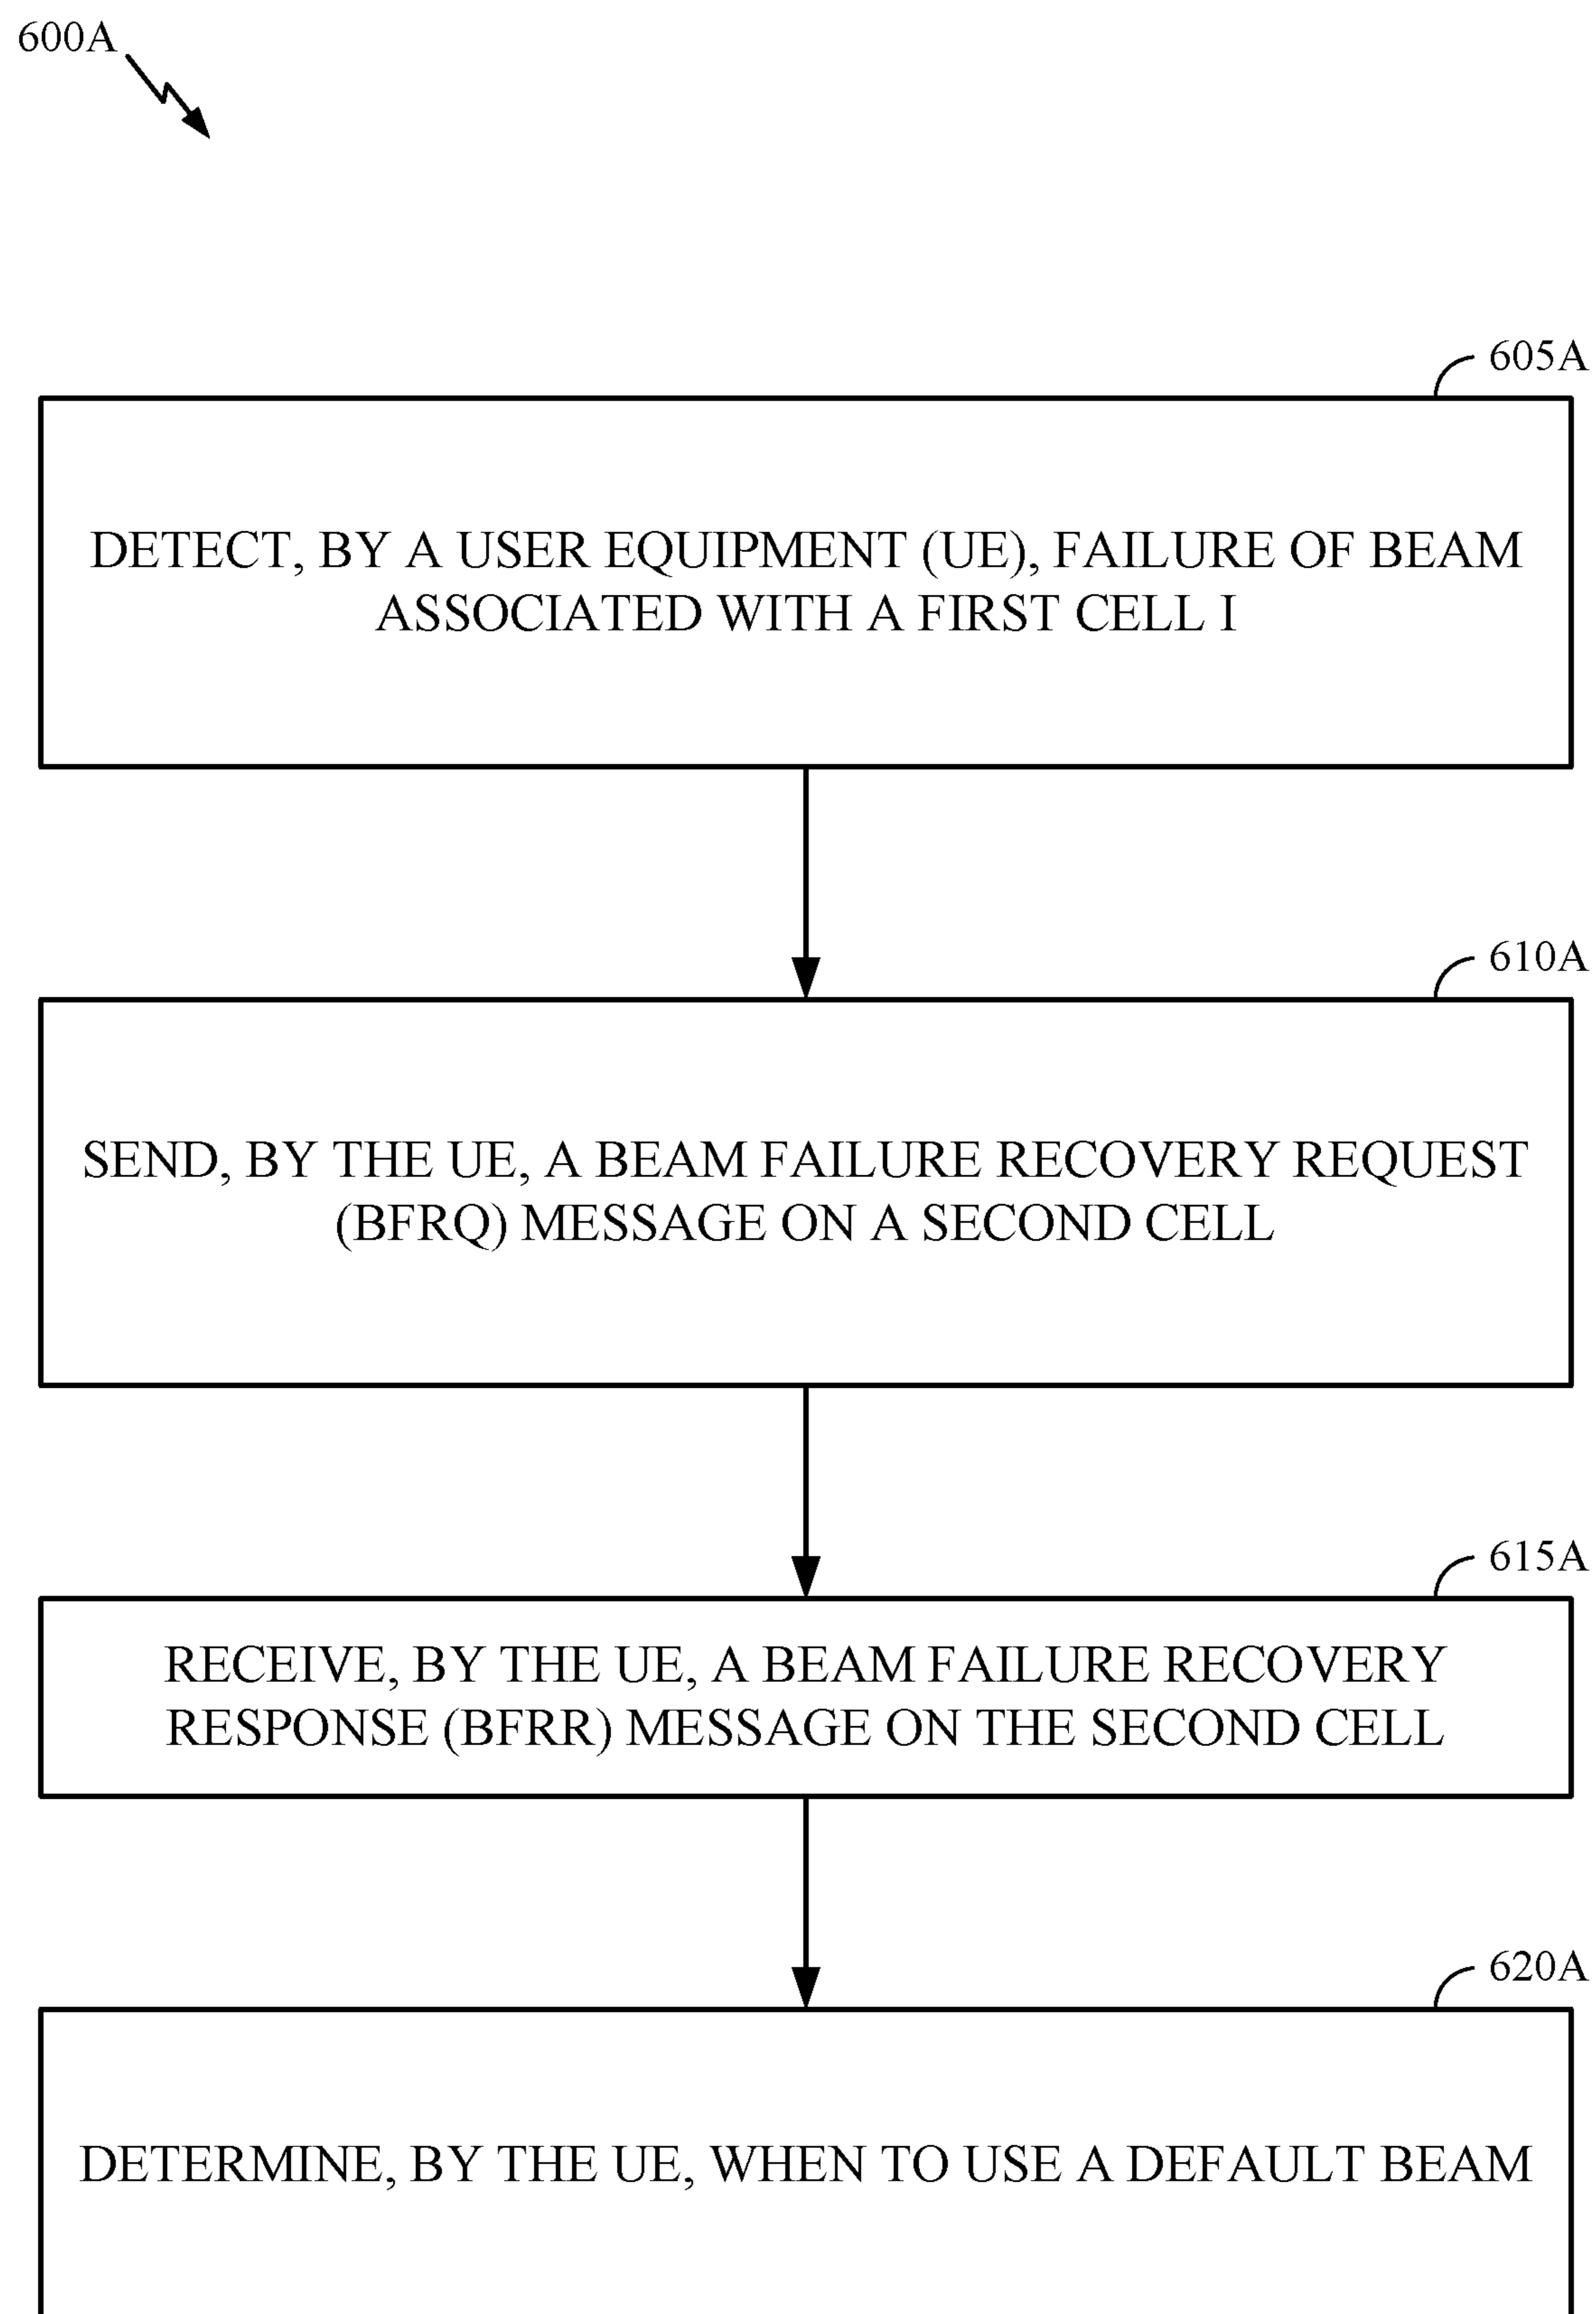 600A
605A
DETECT, BY A USER EQUIPMENT (UE), FAILURE OF BEAM
ASSOCIATED WITH A FIRST CELL I
610A
SEND, BY THE UE, A BEAM FAILURE RECOVERY REQUEST
(BFRQ) MESSAGE ON A SECOND CELL
615A
RECEIVE, BY THE UE, A BEAM FAILURE RECOVERY
RESPONSE (BFRR) MESSAGE ON THE SECOND CELL
620A
DETERMINE, BY THE UE, WHEN TO USE A DEFAULT BEAM